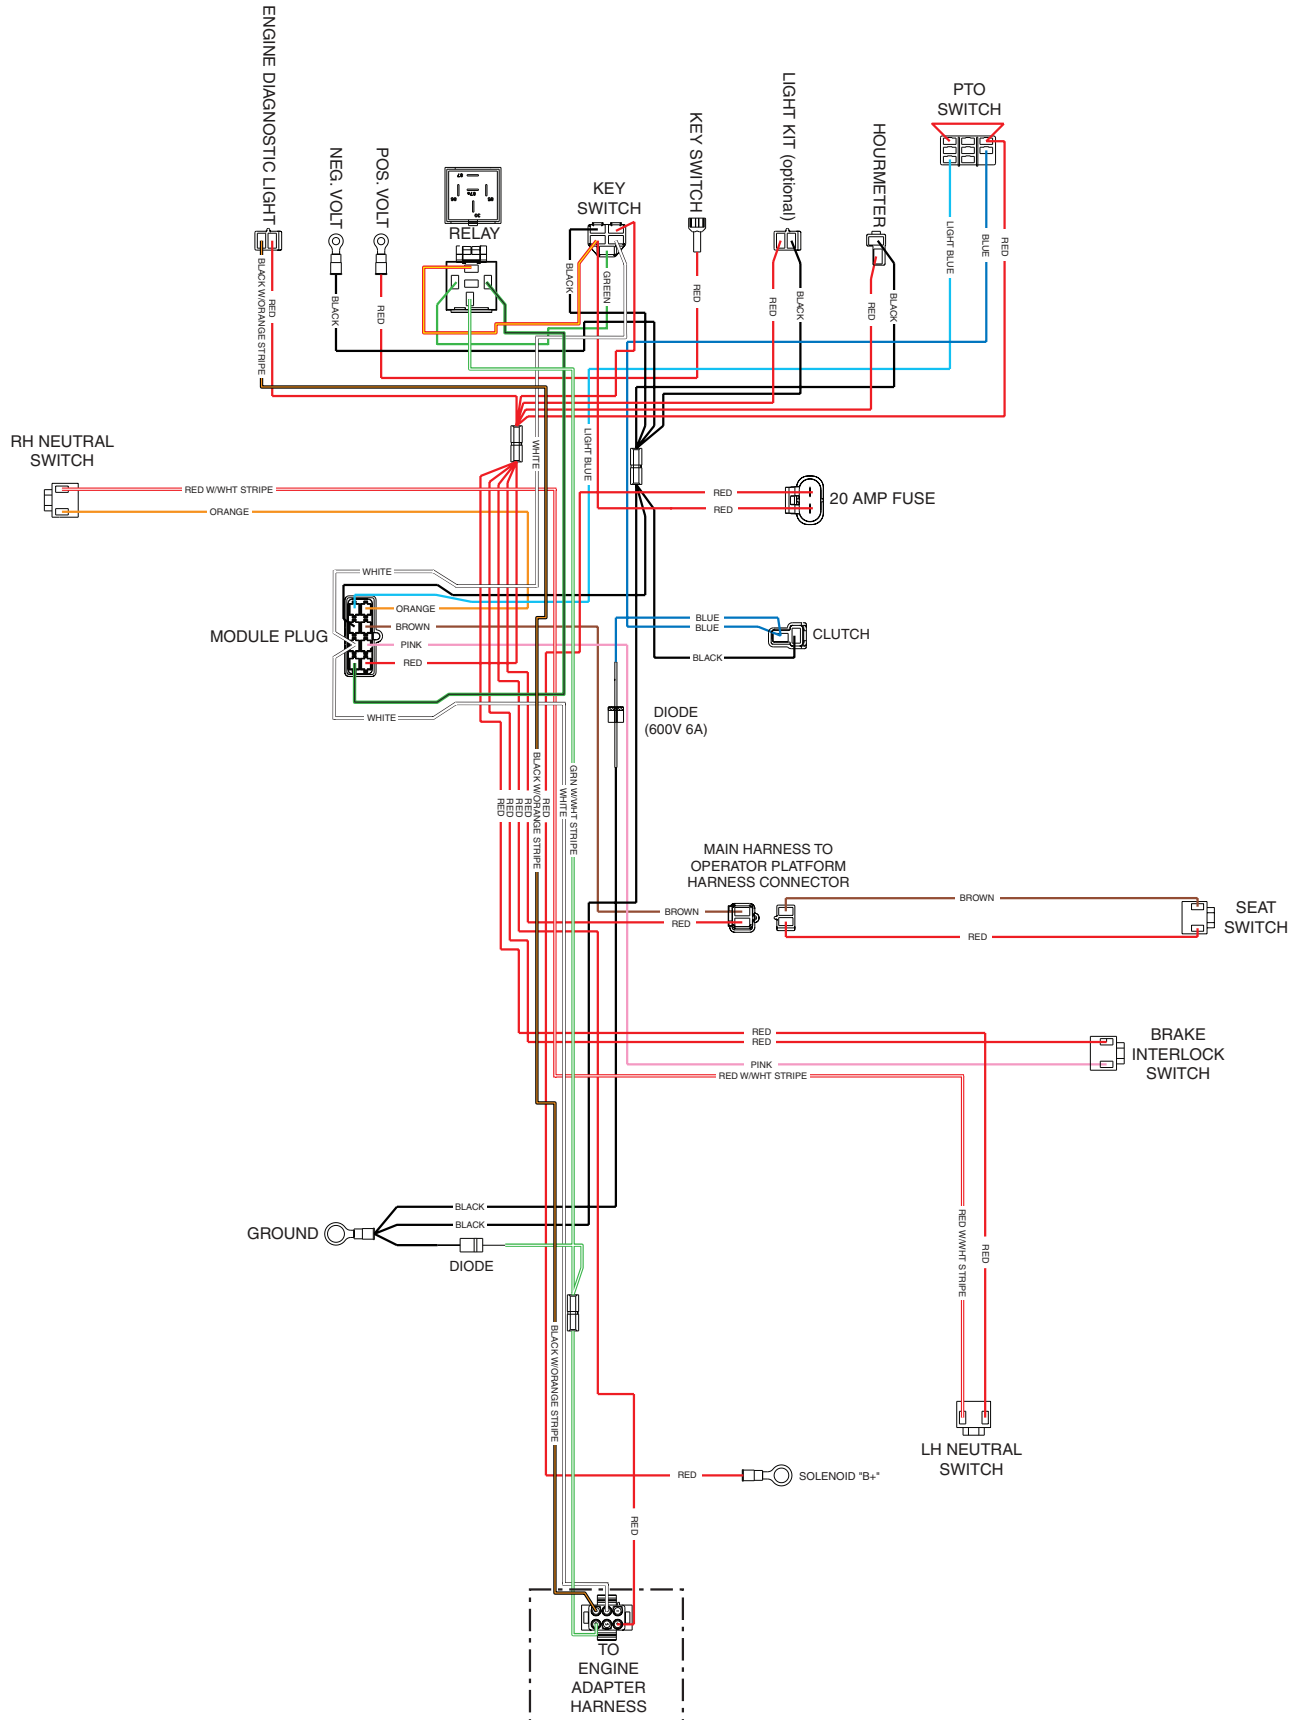 ENGINE DIAGNOSTIC LIGHT
NEG. VOLT
POS. VOLT
RELAY
87
87a
86
85
30
KEY
SWITCH
KEY SWITCH
LIGHT KIT (optional)
HOURMETER
PTO
SWITCH
BLACK W/ORANGE STRIPE
RED
BLACK
RED
BLACK
GREEN
RED
RED
BLACK
RED
BLACK
LIGHT BLUE
BLUE
RED
RH NEUTRAL
SWITCH
RED W/WHT STRIPE
ORANGE
WHITE
LIGHT BLUE
RED
RED
20 AMP FUSE
WHITE
MODULE PLUG
ORANGE
BROWN
PINK
RED
WHITE
BLUE
BLUE
BLACK
CLUTCH
DIODE
(600V 6A)
RED
RED
RED
RED
BLACK W/ORANGE STRIPE
RED
WHITE
GRN W/WHT STRIPE
MAIN HARNESS TO
OPERATOR PLATFORM
HARNESS CONNECTOR
BROWN
RED
BROWN
RED
SEAT
SWITCH
RED
RED
PINK
RED W/WHT STRIPE
BRAKE
INTERLOCK
SWITCH
GROUND
BLACK
BLACK
DIODE
RED W/WHT STRIPE
RED
BLACK W/ORANGE STRIPE
LH NEUTRAL
SWITCH
RED
SOLENOID "B+"
RED
TO
ENGINE
ADAPTER
HARNESS